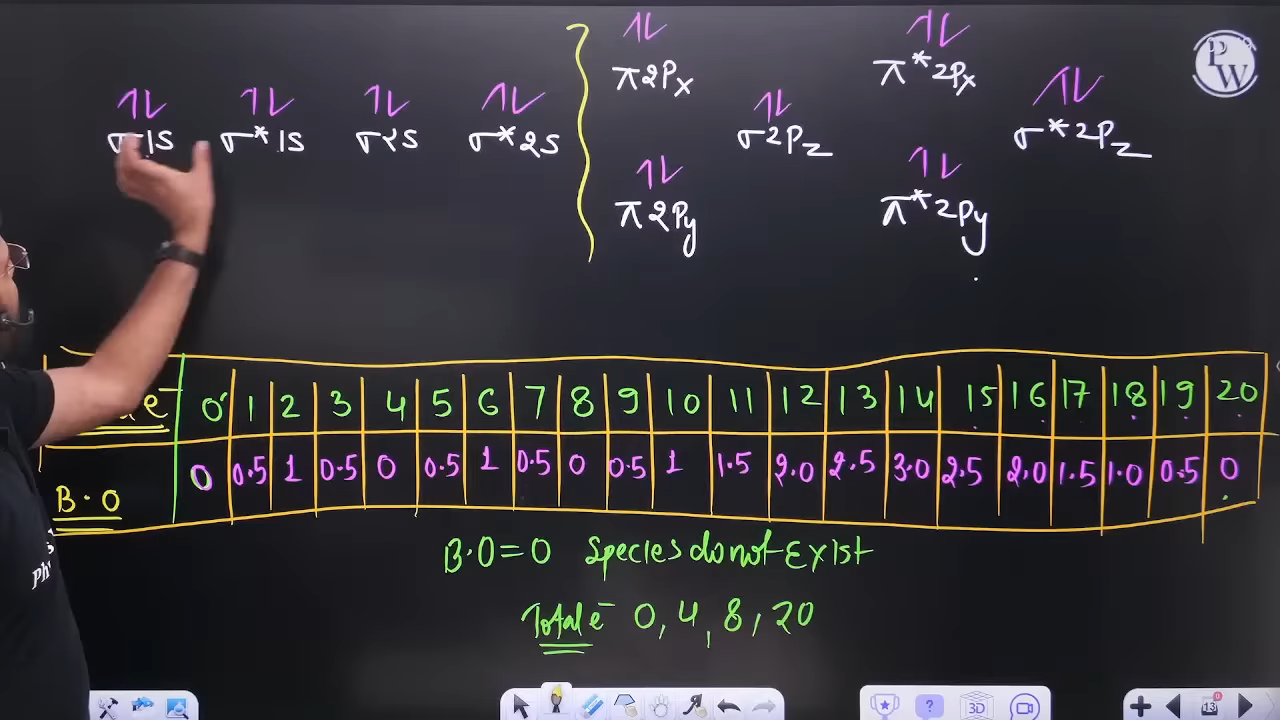 ↿⇂ ↿⇂
π2Px π*2Px
↿⇂ ↿⇂ ↿⇂ ↿⇂ ↿⇂ ↿⇂
σ1s σ*1s σ2s σ*2s σ2Pz σ*2Pz
↿⇂ ↿⇂
π2Py π*2Py
PW
0 1 2 3 4 5 6 7 8 9 10 11 12 13 14 15 16 17 18 19 20
B.O 0 0.5 1 0.5 0 0.5 1 0.5 0 0.5 1 1.5 2.0 2.5 3.0 2.5 2.0 1.5 1.0 0.5 0
B.O=0 Species do not Exist
Total e⁻ 0, 4, 8, 20
3D
13